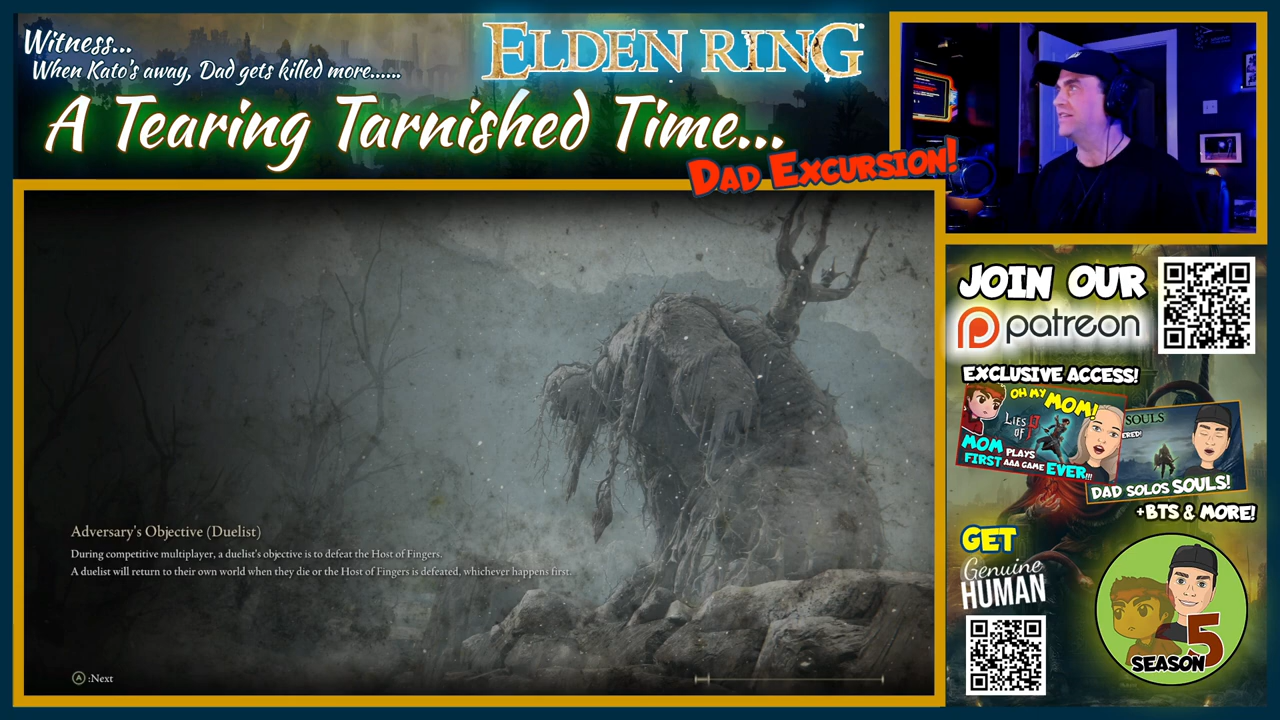 Witness...
When Kato's away, Dad gets killed more......
ELDEN RING
A Tearing Tarnished Time...
DAD EXCURSION!
JOIN OUR
patreon
EXCLUSIVE ACCESS!
OH MY MOM!
LIES OF P
MOM PLAYS
FIRST AAA GAME EVER!!!
SOULS
ERED!
DAD SOLOS SOULS!
+BTS & MORE!
GET
Genuine
HUMAN
SEASON 5
Adversary's Objective (Duelist)
During competitive multiplayer, a duelist's objective is to defeat the Host of Fingers.
A duelist will return to their own world when they die or the Host of Fingers is defeated, whichever happens first.
A :Next